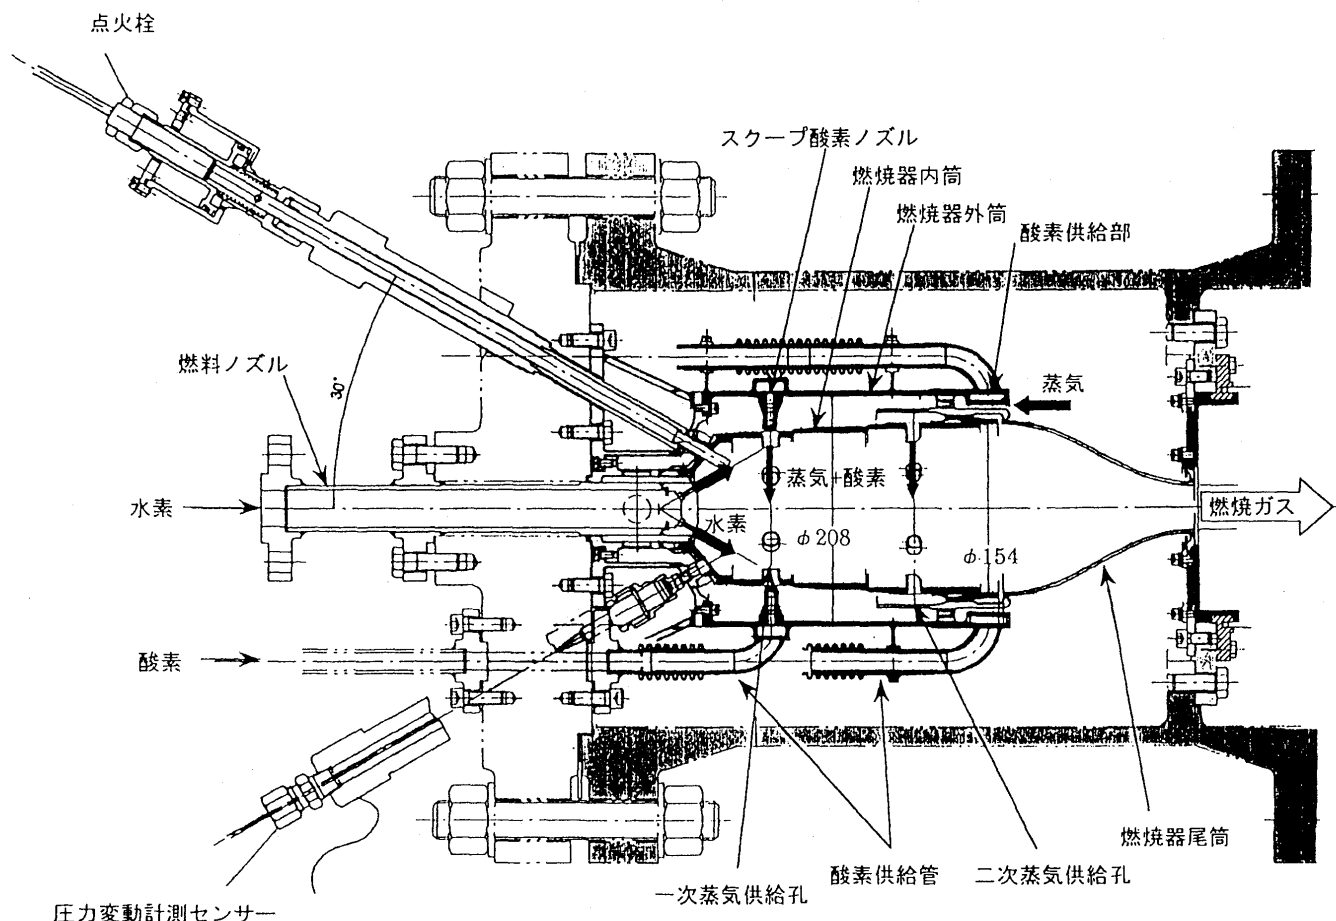 点火栓
スクープ酸素ノズル
燃焼器内筒
燃焼器外筒
酸素供給部
燃料ノズル
30°
蒸気
蒸気+酸素
水素
水素
燃焼ガス
φ208
φ154
酸素
燃焼器尾筒
酸素供給管
二次蒸気供給孔
一次蒸気供給孔
圧力変動計測センサー